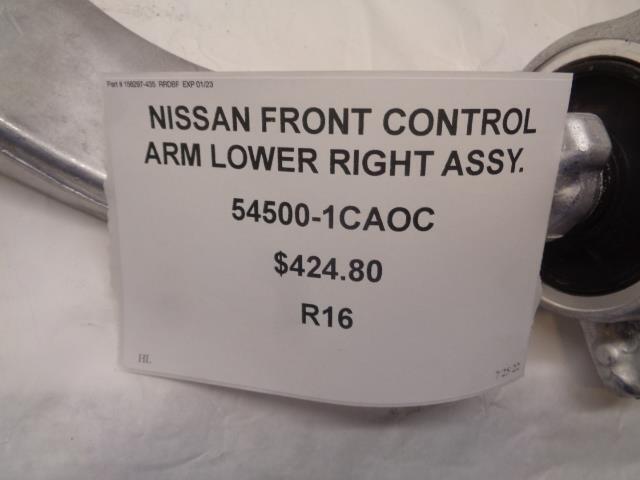 Part # 158297-435 RRDBF EXP 01/23
NISSAN FRONT CONTROL
ARM LOWER RIGHT ASSY.
54500-1CAOC
$424.80
R16
HL
7-25-22